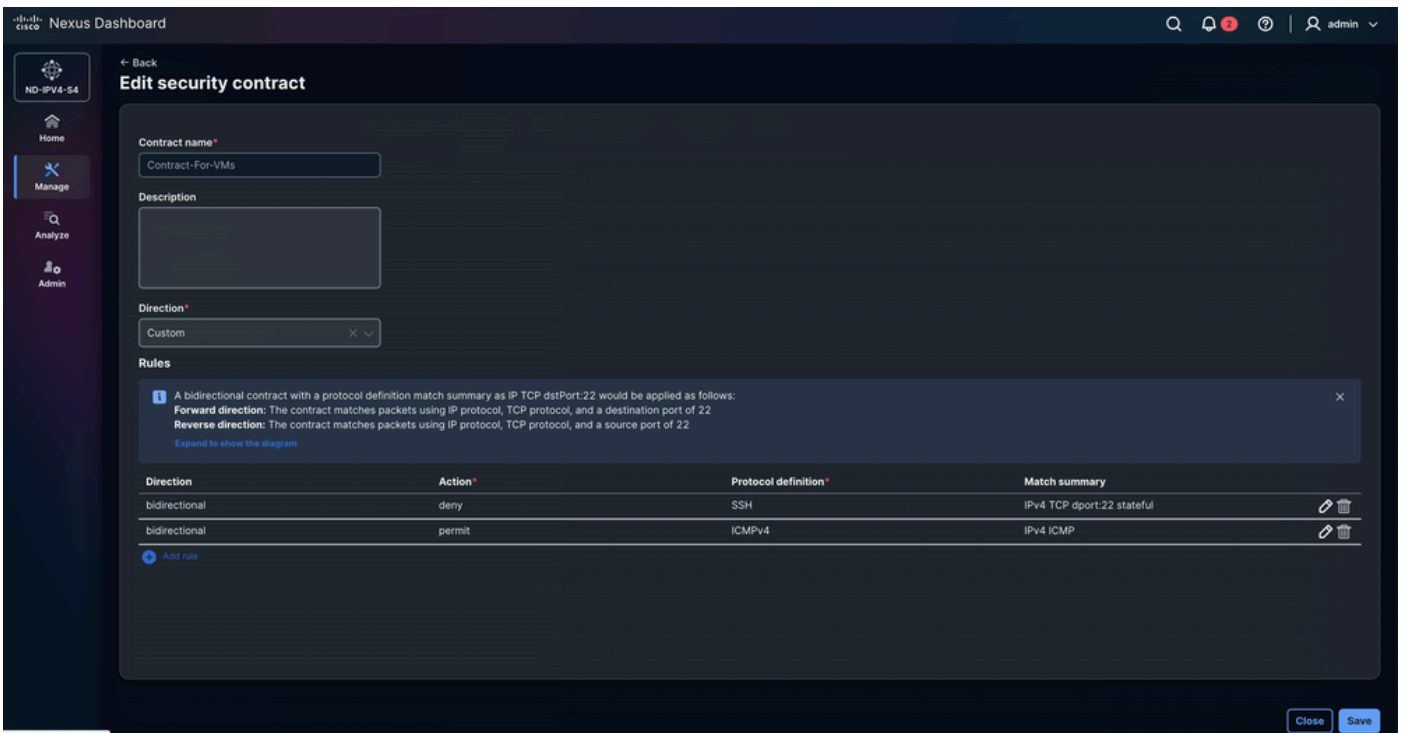 cisco Nexus Dashboard
2
admin
ND-IPV4-S4
Home
Manage
Analyze
Admin
← Back
Edit security contract
Contract name*
Contract-For-VMs
Description
Direction*
Custom
Rules
A bidirectional contract with a protocol definition match summary as IP TCP dstPort:22 would be applied as follows:
Forward direction: The contract matches packets using IP protocol, TCP protocol, and a destination port of 22
Reverse direction: The contract matches packets using IP protocol, TCP protocol, and a source port of 22
Expand to show the diagram
Direction Action* Protocol definition* Match summary
bidirectional deny SSH IPv4 TCP dport:22 stateful
bidirectional permit ICMPv4 IPv4 ICMP
Add rule
Close Save